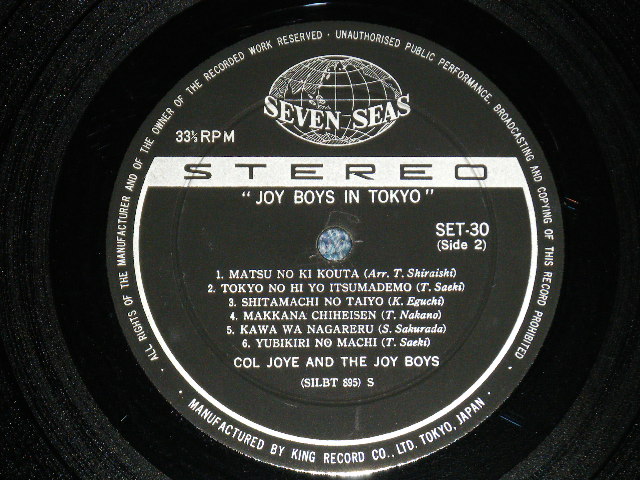 ALL RIGHTS OF THE MANUFACTURER AND OF THE OWNER OF THE RECORDED WORK RESERVED · UNAUTHORISED PUBLIC PERFORMANCE, BROADCASTING AND COPYING OF THIS RECORD PROHIBITED ·
SEVEN SEAS
33⅓ RPM
STEREO
"JOY BOYS IN TOKYO"
SET-30
(Side 2)
1. MATSU NO KI KOUTA (Arr. T. Shiraishi)
2. TOKYO NO HI YO ITSUMADEMO (T. Saeki)
3. SHITAMACHI NO TAIYO (K. Eguchi)
4. MAKKANA CHIHEISEN (T. Nakano)
5. KAWA WA NAGARERU (S. Sakurada)
6. YUBIKIRI NO MACHI (T. Saeki)
COL JOYE AND THE JOY BOYS
(SILBT 895) S
· MANUFACTURED BY KING RECORD CO., LTD. TOKYO, JAPAN ·